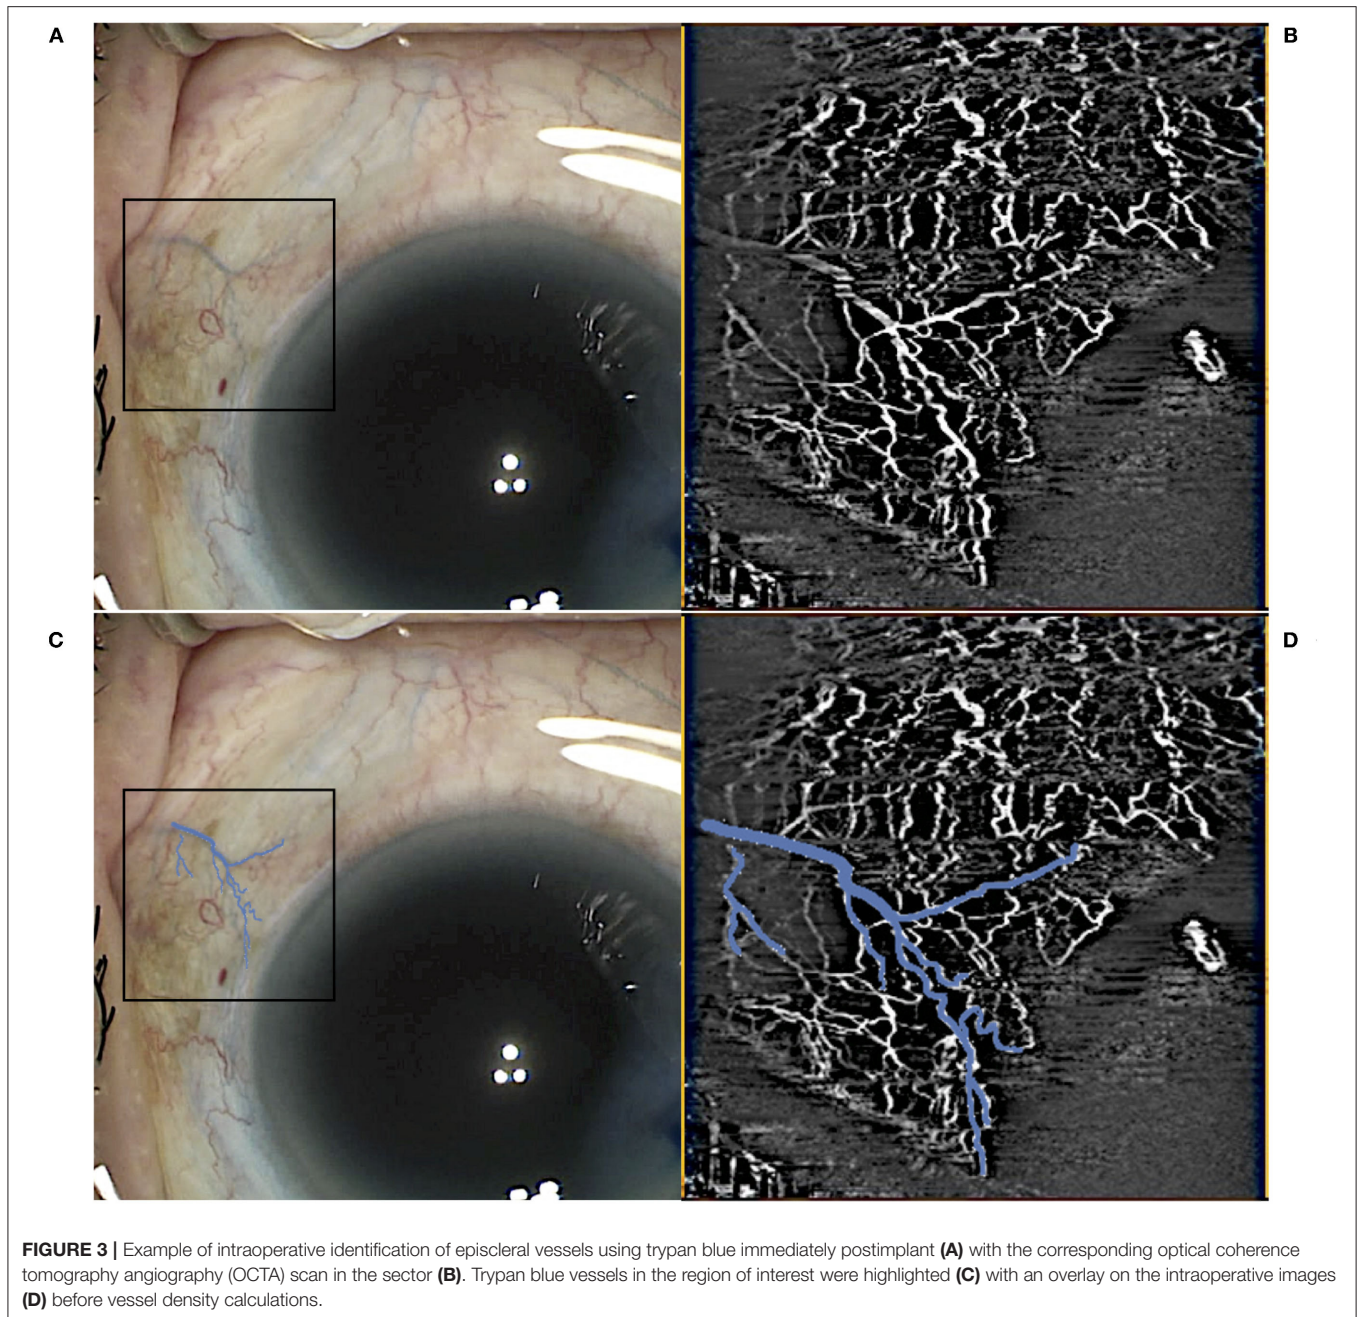 A
B
C
D
FIGURE 3 | Example of intraoperative identification of episcleral vessels using trypan blue immediately postimplant (A) with the corresponding optical coherence
tomography angiography (OCTA) scan in the sector (B). Trypan blue vessels in the region of interest were highlighted (C) with an overlay on the intraoperative images
(D) before vessel density calculations.